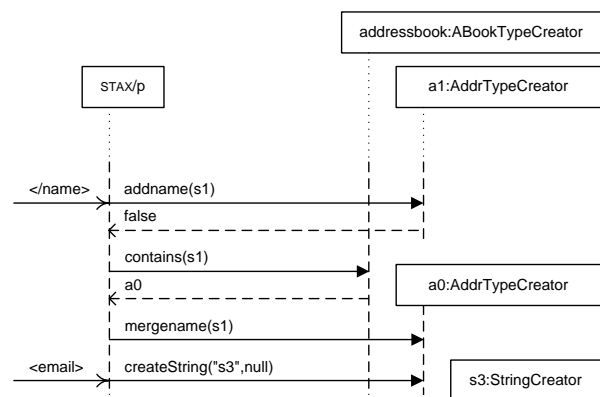 addressbook:ABookTypeCreator
STAX/p
a1:AddrTypeCreator
</name>
addname(s1)
false
contains(s1)
a0
a0:AddrTypeCreator
mergename(s1)
<email>
createString("s3",null)
s3:StringCreator